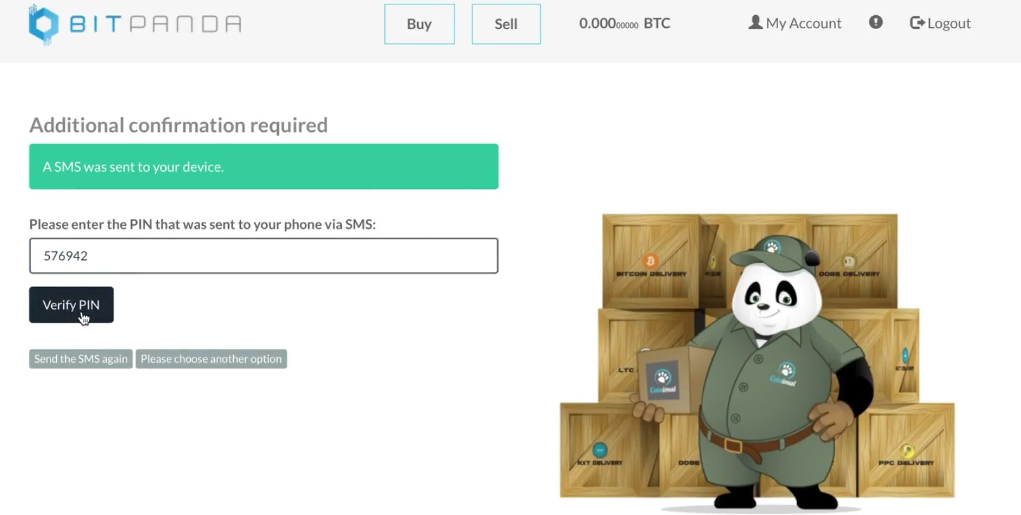 BITPANDA
Buy
Sell
0.00000000 BTC
My Account
Logout
Additional confirmation required
A SMS was sent to your device.
Please enter the PIN that was sent to your phone via SMS:
576942
Verify PIN
Send the SMS again
Please choose another option
BITCOIN DELIVERY
DOGE DELIVERY
LTC
Coinimal
Coinimal
NXT DELIVERY
DOGE
PPC DELIVERY